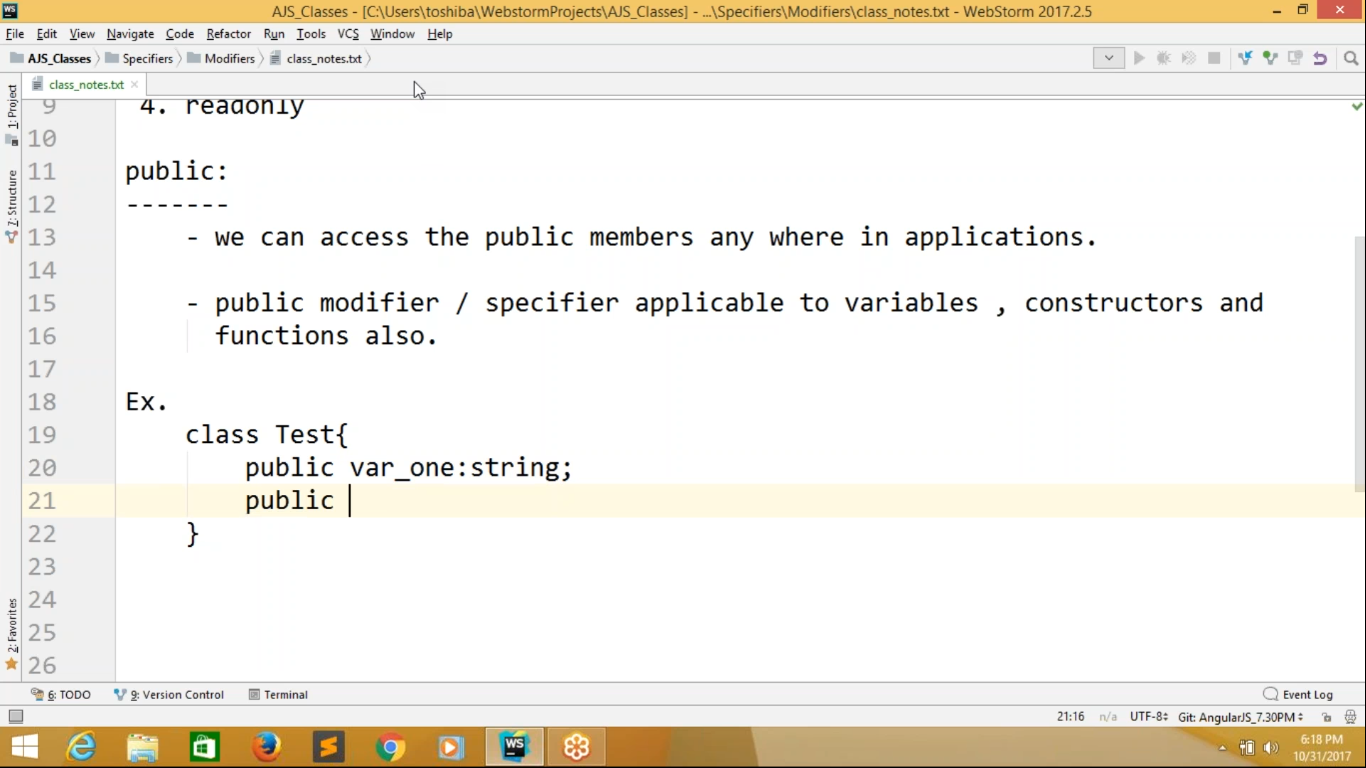 AJS_Classes - [C:\Users\toshiba\WebstormProjects\AJS_Classes] - ...\Specifiers\Modifiers\class_notes.txt - WebStorm 2017.2.5
File Edit View Navigate Code Refactor Run Tools VCS Window Help
AJS_Classes Specifiers Modifiers class_notes.txt
class_notes.txt
1: Project
7: Structure
2: Favorites
9 4. readonly
10
11 public:
12 -------
13 - we can access the public members any where in applications.
14
15 - public modifier / specifier applicable to variables , constructors and
16 functions also.
17
18 Ex.
19 class Test{
20 public var_one:string;
21 public
22 }
23
24
25
26
6: TODO 9: Version Control Terminal Event Log
21:16 n/a UTF-8 Git: AngularJS_7.30PM
WS
6:18 PM
10/31/2017